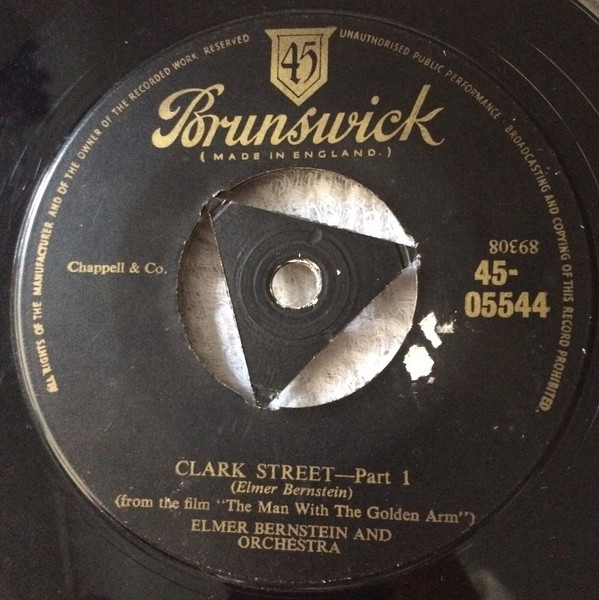 ALL RIGHTS OF THE MANUFACTURER AND OF THE OWNER OF THE RECORDED WORK RESERVED
UNAUTHORISED PUBLIC PERFORMANCE · BROADCASTING AND COPYING OF THIS RECORD PROHIBITED.
45
Brunswick
( MADE IN ENGLAND. )
Chappell & Co.
89308
45-
05544
CLARK STREET—Part 1
(Elmer Bernstein)
(from the film "The Man With The Golden Arm")
ELMER BERNSTEIN AND
ORCHESTRA